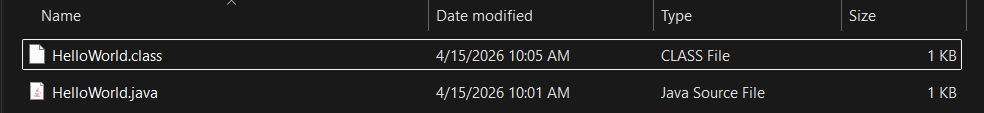 Name Date modified Type Size
HelloWorld.class 4/15/2026 10:05 AM CLASS File 1 KB
HelloWorld.java 4/15/2026 10:01 AM Java Source File 1 KB